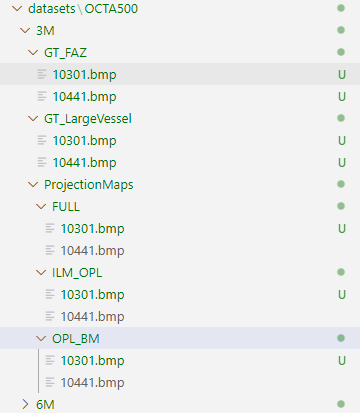 datasets\OCTA500
3M
GT_FAZ
10301.bmp U
10441.bmp U
GT_LargeVessel
10301.bmp U
10441.bmp U
ProjectionMaps
FULL
10301.bmp U
10441.bmp
ILM_OPL
10301.bmp U
10441.bmp
OPL_BM
10301.bmp U
10441.bmp
6M